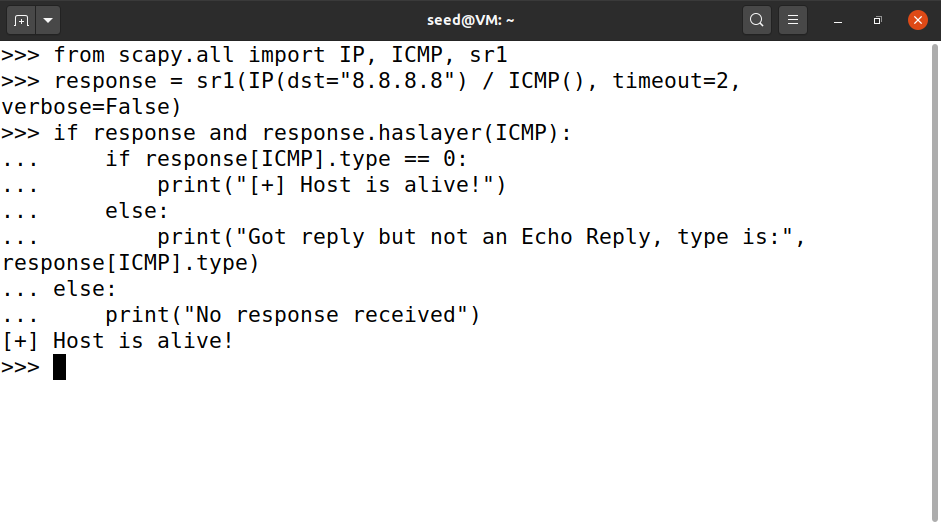 seed@VM: ~
>>> from scapy.all import IP, ICMP, sr1
>>> response = sr1(IP(dst="8.8.8.8") / ICMP(), timeout=2,
verbose=False)
>>> if response and response.haslayer(ICMP):
...     if response[ICMP].type == 0:
...         print("[+] Host is alive!")
...     else:
...         print("Got reply but not an Echo Reply, type is:",
response[ICMP].type)
... else:
...     print("No response received")
[+] Host is alive!
>>>